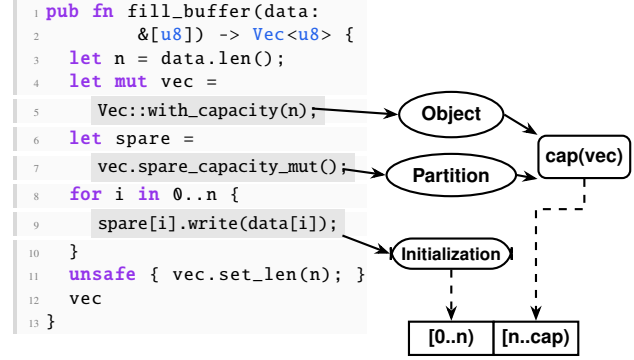 1 pub fn fill_buffer(data:
2 &[u8]) -> Vec<u8> {
3 let n = data.len();
4 let mut vec =
5 Vec::with_capacity(n);
6 let spare =
7 vec.spare_capacity_mut();
8 for i in 0..n {
9 spare[i].write(data[i]);
10 }
11 unsafe { vec.set_len(n); }
12 vec
13 }
Object
cap(vec)
Partition
Initialization
[0..n) [n..cap)